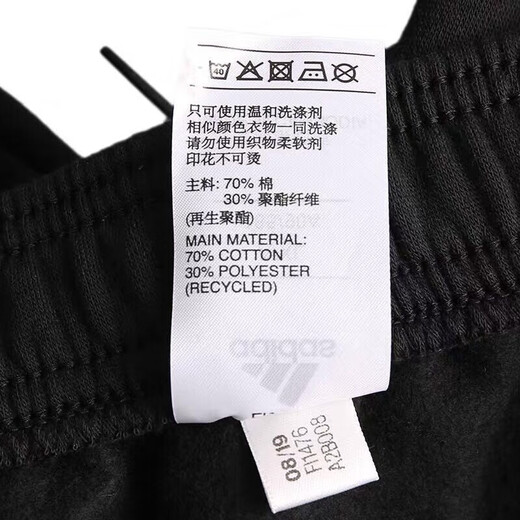 40
只可使用温和洗涤剂
相似颜色衣物一同洗涤
请勿使用织物柔软剂
印花不可烫
主料: 70% 棉
30% 聚酯纤维
(再生聚酯)
MAIN MATERIAL:
70% COTTON
30% POLYESTER
(RECYCLED)
adidas
08/19
FI1476
A2B008